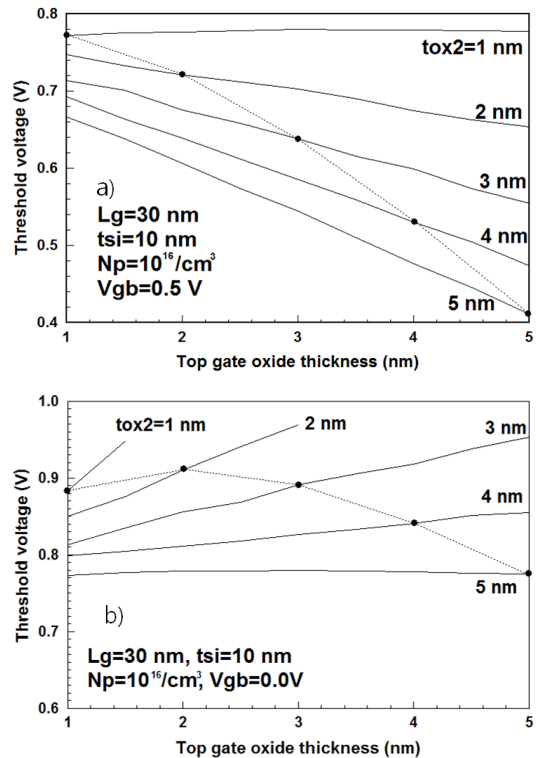 0.8
tox2=1 nm
0.7
2 nm
Threshold voltage (V)
0.6
3 nm
a)
Lg=30 nm
4 nm
tsi=10 nm
0.5
Np=10¹⁶/cm³
Vgb=0.5 V
5 nm
0.4
1 2 3 4 5
Top gate oxide thickness (nm)
1.0
tox2=1 nm
2 nm
3 nm
0.9
4 nm
Threshold voltage (V)
0.8
5 nm
b)
0.7
Lg=30 nm, tsi=10 nm
Np=10¹⁶/cm³, Vgb=0.0V
0.6
1 2 3 4 5
Top gate oxide thickness (nm)